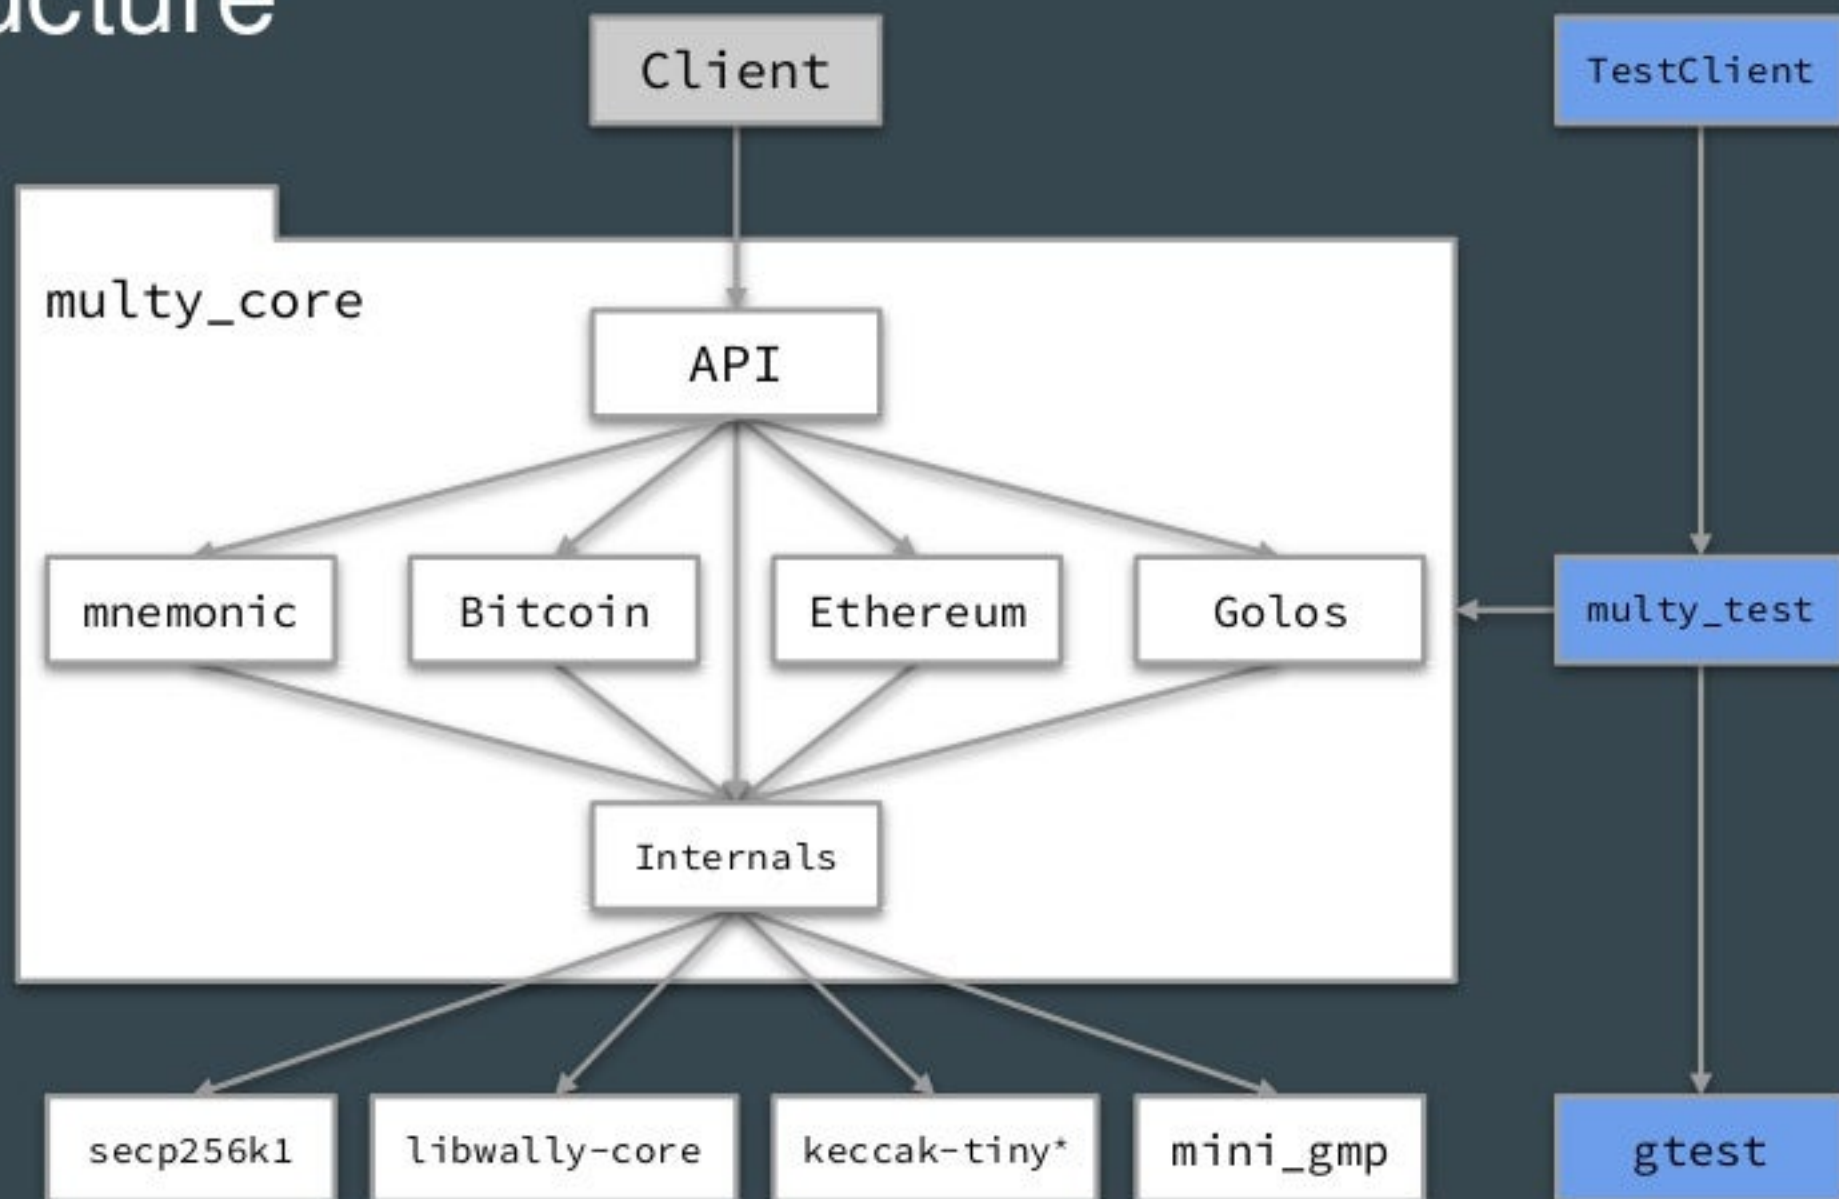 Client
TestClient
multy_core
API
mnemonic
Bitcoin
Ethereum
Golos
multy_test
Internals
secp256k1
libwally-core
keccak-tiny*
mini_gmp
gtest